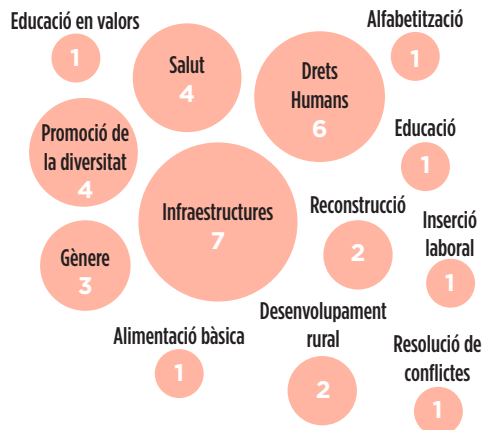 Educació en valors
1
Salut
4
Drets
Humans
6
Alfabetització
1
Promoció de
la diversitat
4
Educació
1
Infraestructures
7
Reconstrucció
2
Inserció
laboral
1
Gènere
3
Alimentació bàsica
1
Desenvolupament
rural
2
Resolució de
conflictes
1